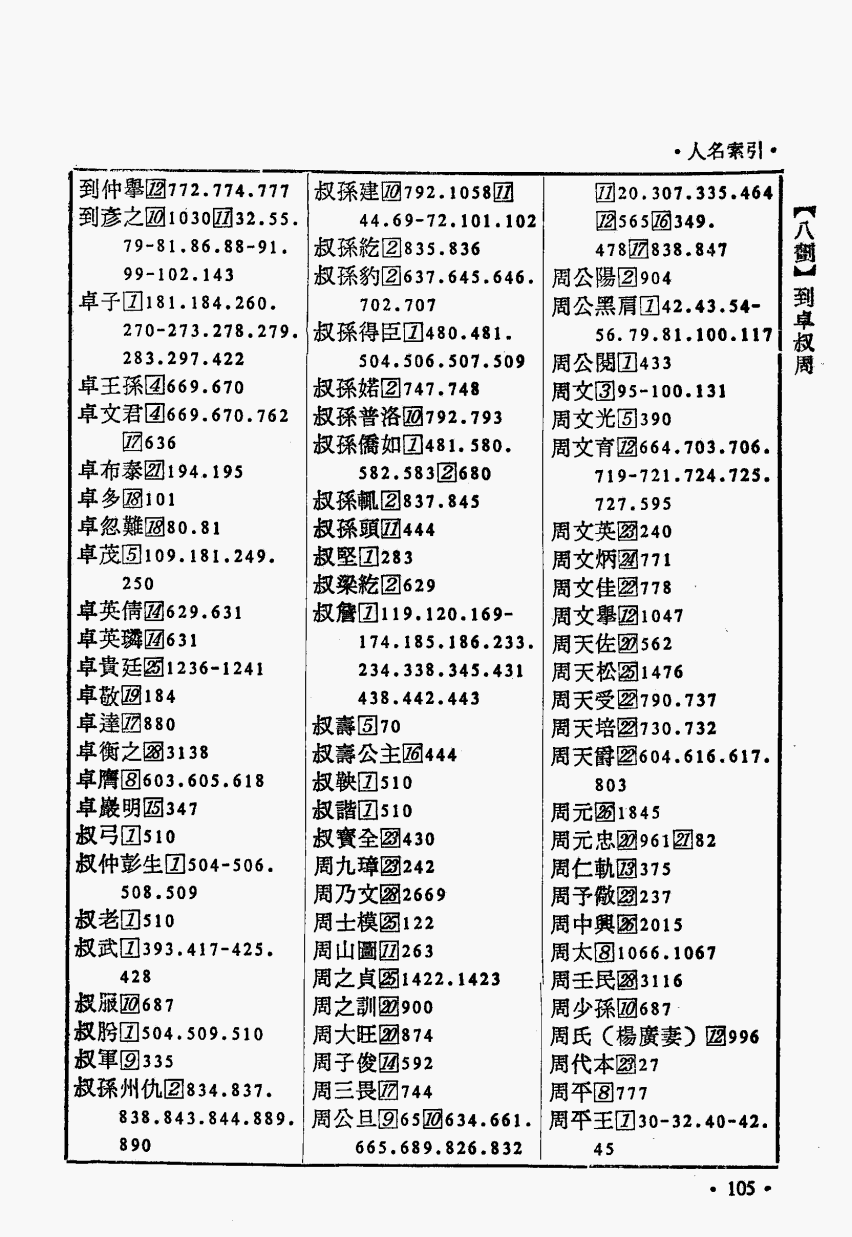 •人名索引•
到仲擧[12]772.774.777
到彥之[10]1030[11]32.55.
79-81.86.88-91.
99-102.143
卓子[1]181.184.260.
270-273.278.279.
283.297.422
卓王孫[4]669.670
卓文君[4]669.670.762
[17]636
卓布泰[27]194.195
卓多[18]101
卓忽難[18]80.81
卓茂[5]109.181.249.
250
卓英倩[14]629.631
卓英璘[14]631
卓貴廷[25]1236-1241
卓敬[19]184
卓達[17]880
卓衡之[28]3138
卓膺[8]603.605.618
卓巖明[15]347
叔弓[1]510
叔仲彭生[1]504-506.
508.509
叔老[1]510
叔武[1]393.417-425.
428
叔服[10]687
叔肹[1]504.509.510
叔軍[9]335
叔孫州仇[2]834.837.
838.843.844.889.
890
叔孫建[10]792.1058[11]
44.69-72.101.102
叔孫紇[2]835.836
叔孫豹[2]637.645.646.
702.707
叔孫得臣[1]480.481.
504.506.507.509
叔孫婼[2]747.748
叔孫普洛[10]792.793
叔孫僑如[1]481.580.
582.583[2]680
叔孫輒[2]837.845
叔孫頭[11]444
叔堅[1]283
叔梁紇[2]629
叔詹[1]119.120.169-
174.185.186.233.
234.338.345.431
438.442.443
叔壽[5]70
叔壽公主[16]444
叔鞅[1]510
叔諧[1]510
叔寶全[23]430
周九璋[23]242
周乃文[28]2669
周士模[25]122
周山圖[11]263
周之貞[25]1422.1423
周之訓[20]900
周大旺[20]874
周子俊[14]592
周三畏[17]744
周公旦[9]65[10]634.661.
665.689.826.832
[11]20.307.335.464
[12]565[16]349.
478[17]838.847
周公陽[2]904
周公黑肩[1]42.43.54-
56.79.81.100.117
周公閱[1]433
周文[3]95-100.131
周文光[5]390
周文育[12]664.703.706.
719-721.724.725.
727.595
周文英[23]240
周文炳[24]771
周文佳[22]778
周文擧[12]1047
周天佐[20]562
周天松[25]1476
周天受[22]790.737
周天培[22]730.732
周天爵[22]604.616.617.
803
周元[26]1845
周元忠[20]961[21]82
周仁軌[13]375
周予儆[23]237
周中興[26]2015
周太[8]1066.1067
周壬民[28]3116
周少孫[10]687
周氏（楊廣妻）[12]996
周代本[23]27
周平[8]777
周平王[1]30-32.40-42.
45
【八劃】到卓叔周
•105•